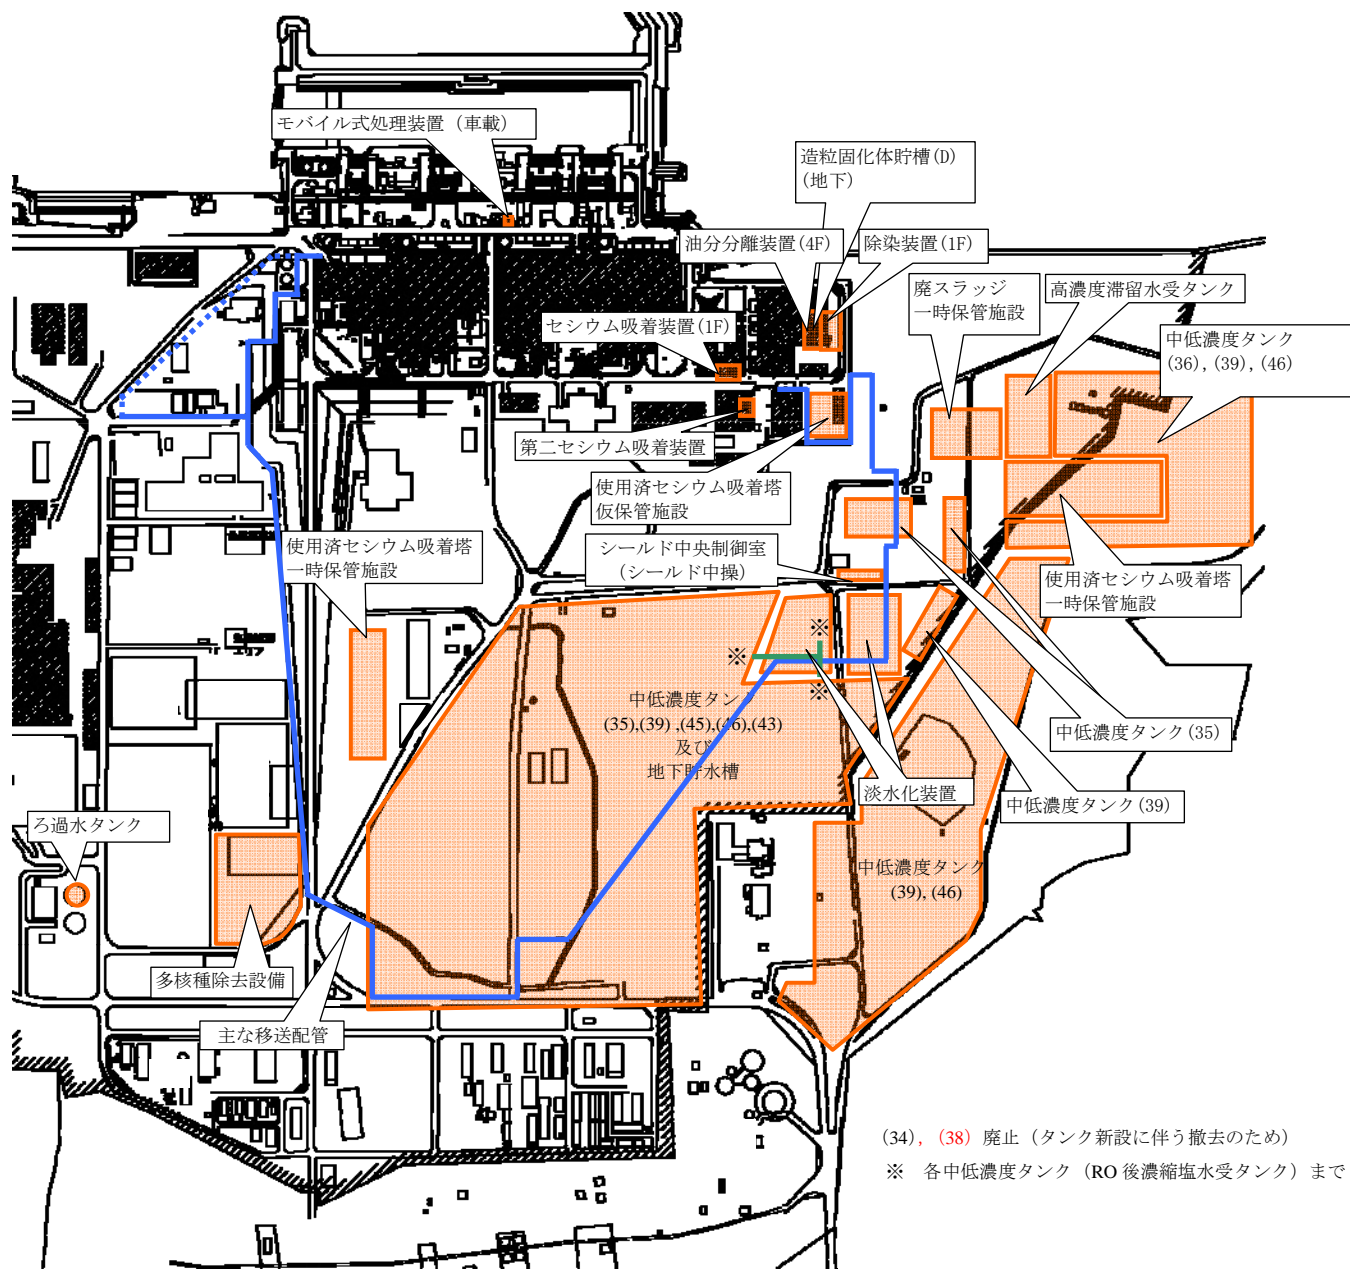 モバイル式処理装置（車載）
造粒固化体貯槽(D)
（地下）
油分分離装置(4F)
除染装置(1F)
廃スラッジ
一時保管施設
高濃度滞留水受タンク
中低濃度タンク
(36), (39), (46)
セシウム吸着装置(1F)
第二セシウム吸着装置
使用済セシウム吸着塔
仮保管施設
使用済セシウム吸着塔
一時保管施設
シールド中央制御室
（シールド中操）
使用済セシウム吸着塔
一時保管施設
※
※
※
中低濃度タンク
(35),(39) ,(45),(46),(43)
及び
地下貯水槽
中低濃度タンク(35)
淡水化装置
中低濃度タンク(39)
ろ過水タンク
中低濃度タンク
(39), (46)
多核種除去設備
主な移送配管
(34), (38) 廃止（タンク新設に伴う撤去のため）
※ 各中低濃度タンク（RO 後濃縮塩水受タンク）まで